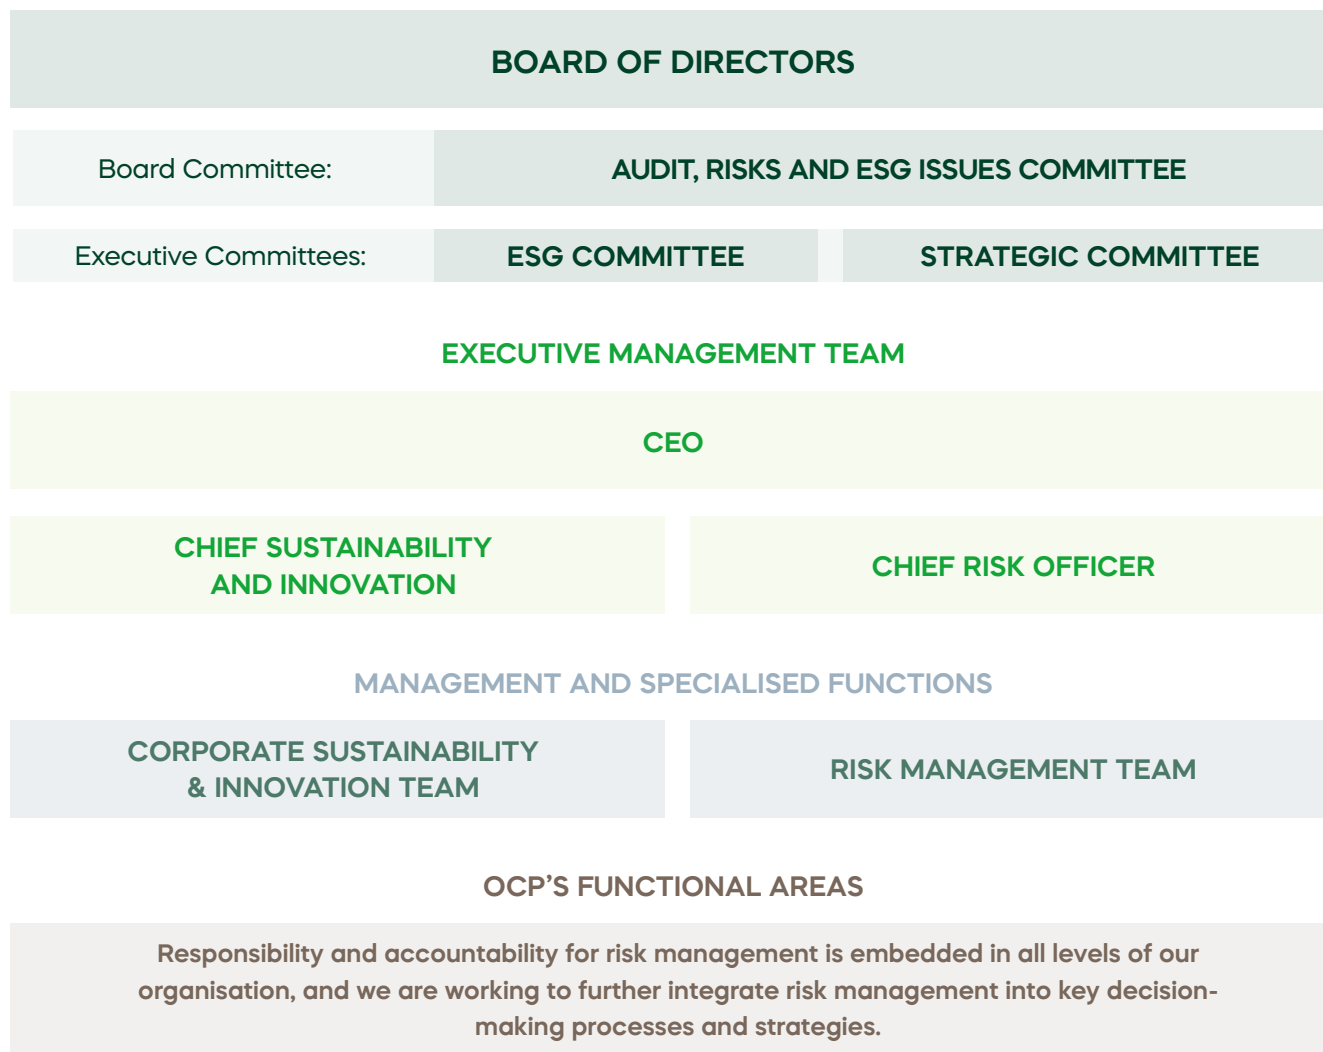 BOARD OF DIRECTORS
Board Committee:
AUDIT, RISKS AND ESG ISSUES COMMITTEE
Executive Committees:
ESG COMMITTEE
STRATEGIC COMMITTEE
EXECUTIVE MANAGEMENT TEAM
CEO
CHIEF SUSTAINABILITY
AND INNOVATION
CHIEF RISK OFFICER
MANAGEMENT AND SPECIALISED FUNCTIONS
CORPORATE SUSTAINABILITY
& INNOVATION TEAM
RISK MANAGEMENT TEAM
OCP’S FUNCTIONAL AREAS
Responsibility and accountability for risk management is embedded in all levels of our
organisation, and we are working to further integrate risk management into key decision-
making processes and strategies.